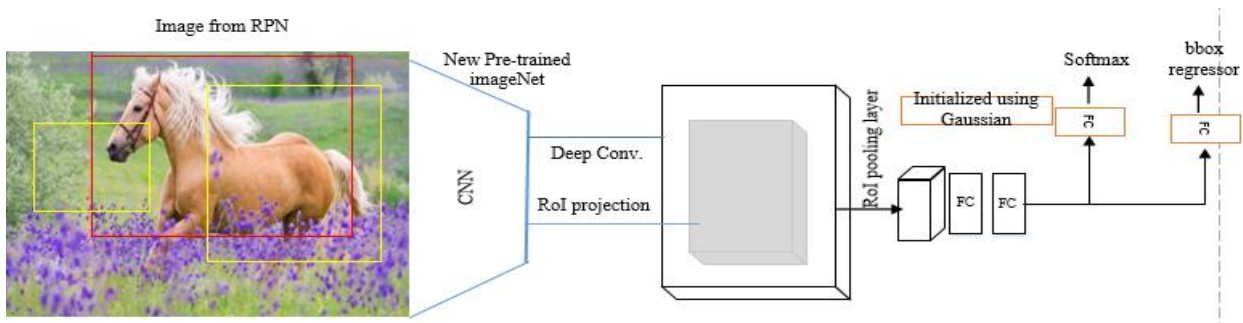 Image from RPN
New Pre-trained
imageNet
CNN
Deep Conv.
RoI projection
RoI pooling layer
Initialized using
Gaussian
FC
FC
Softmax
FC
bbox
regressor
FC